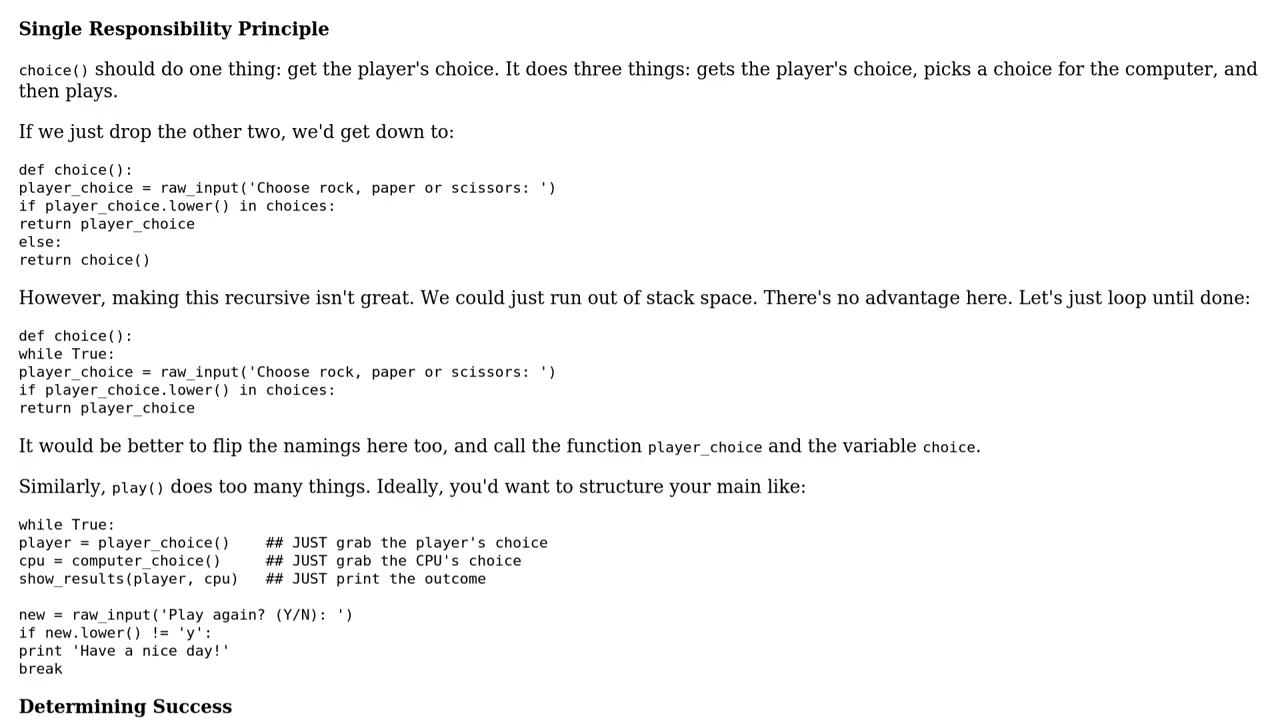 Single Responsibility Principle
choice() should do one thing: get the player's choice. It does three things: gets the player's choice, picks a choice for the computer, and
then plays.
If we just drop the other two, we'd get down to:
def choice():
player_choice = raw_input('Choose rock, paper or scissors: ')
if player_choice.lower() in choices:
return player_choice
else:
return choice()
However, making this recursive isn't great. We could just run out of stack space. There's no advantage here. Let's just loop until done:
def choice():
while True:
player_choice = raw_input('Choose rock, paper or scissors: ')
if player_choice.lower() in choices:
return player_choice
It would be better to flip the namings here too, and call the function player_choice and the variable choice.
Similarly, play() does too many things. Ideally, you'd want to structure your main like:
while True:
player = player_choice()    ## JUST grab the player's choice
cpu = computer_choice()     ## JUST grab the CPU's choice
show_results(player, cpu)   ## JUST print the outcome
new = raw_input('Play again? (Y/N): ')
if new.lower() != 'y':
print 'Have a nice day!'
break
Determining Success